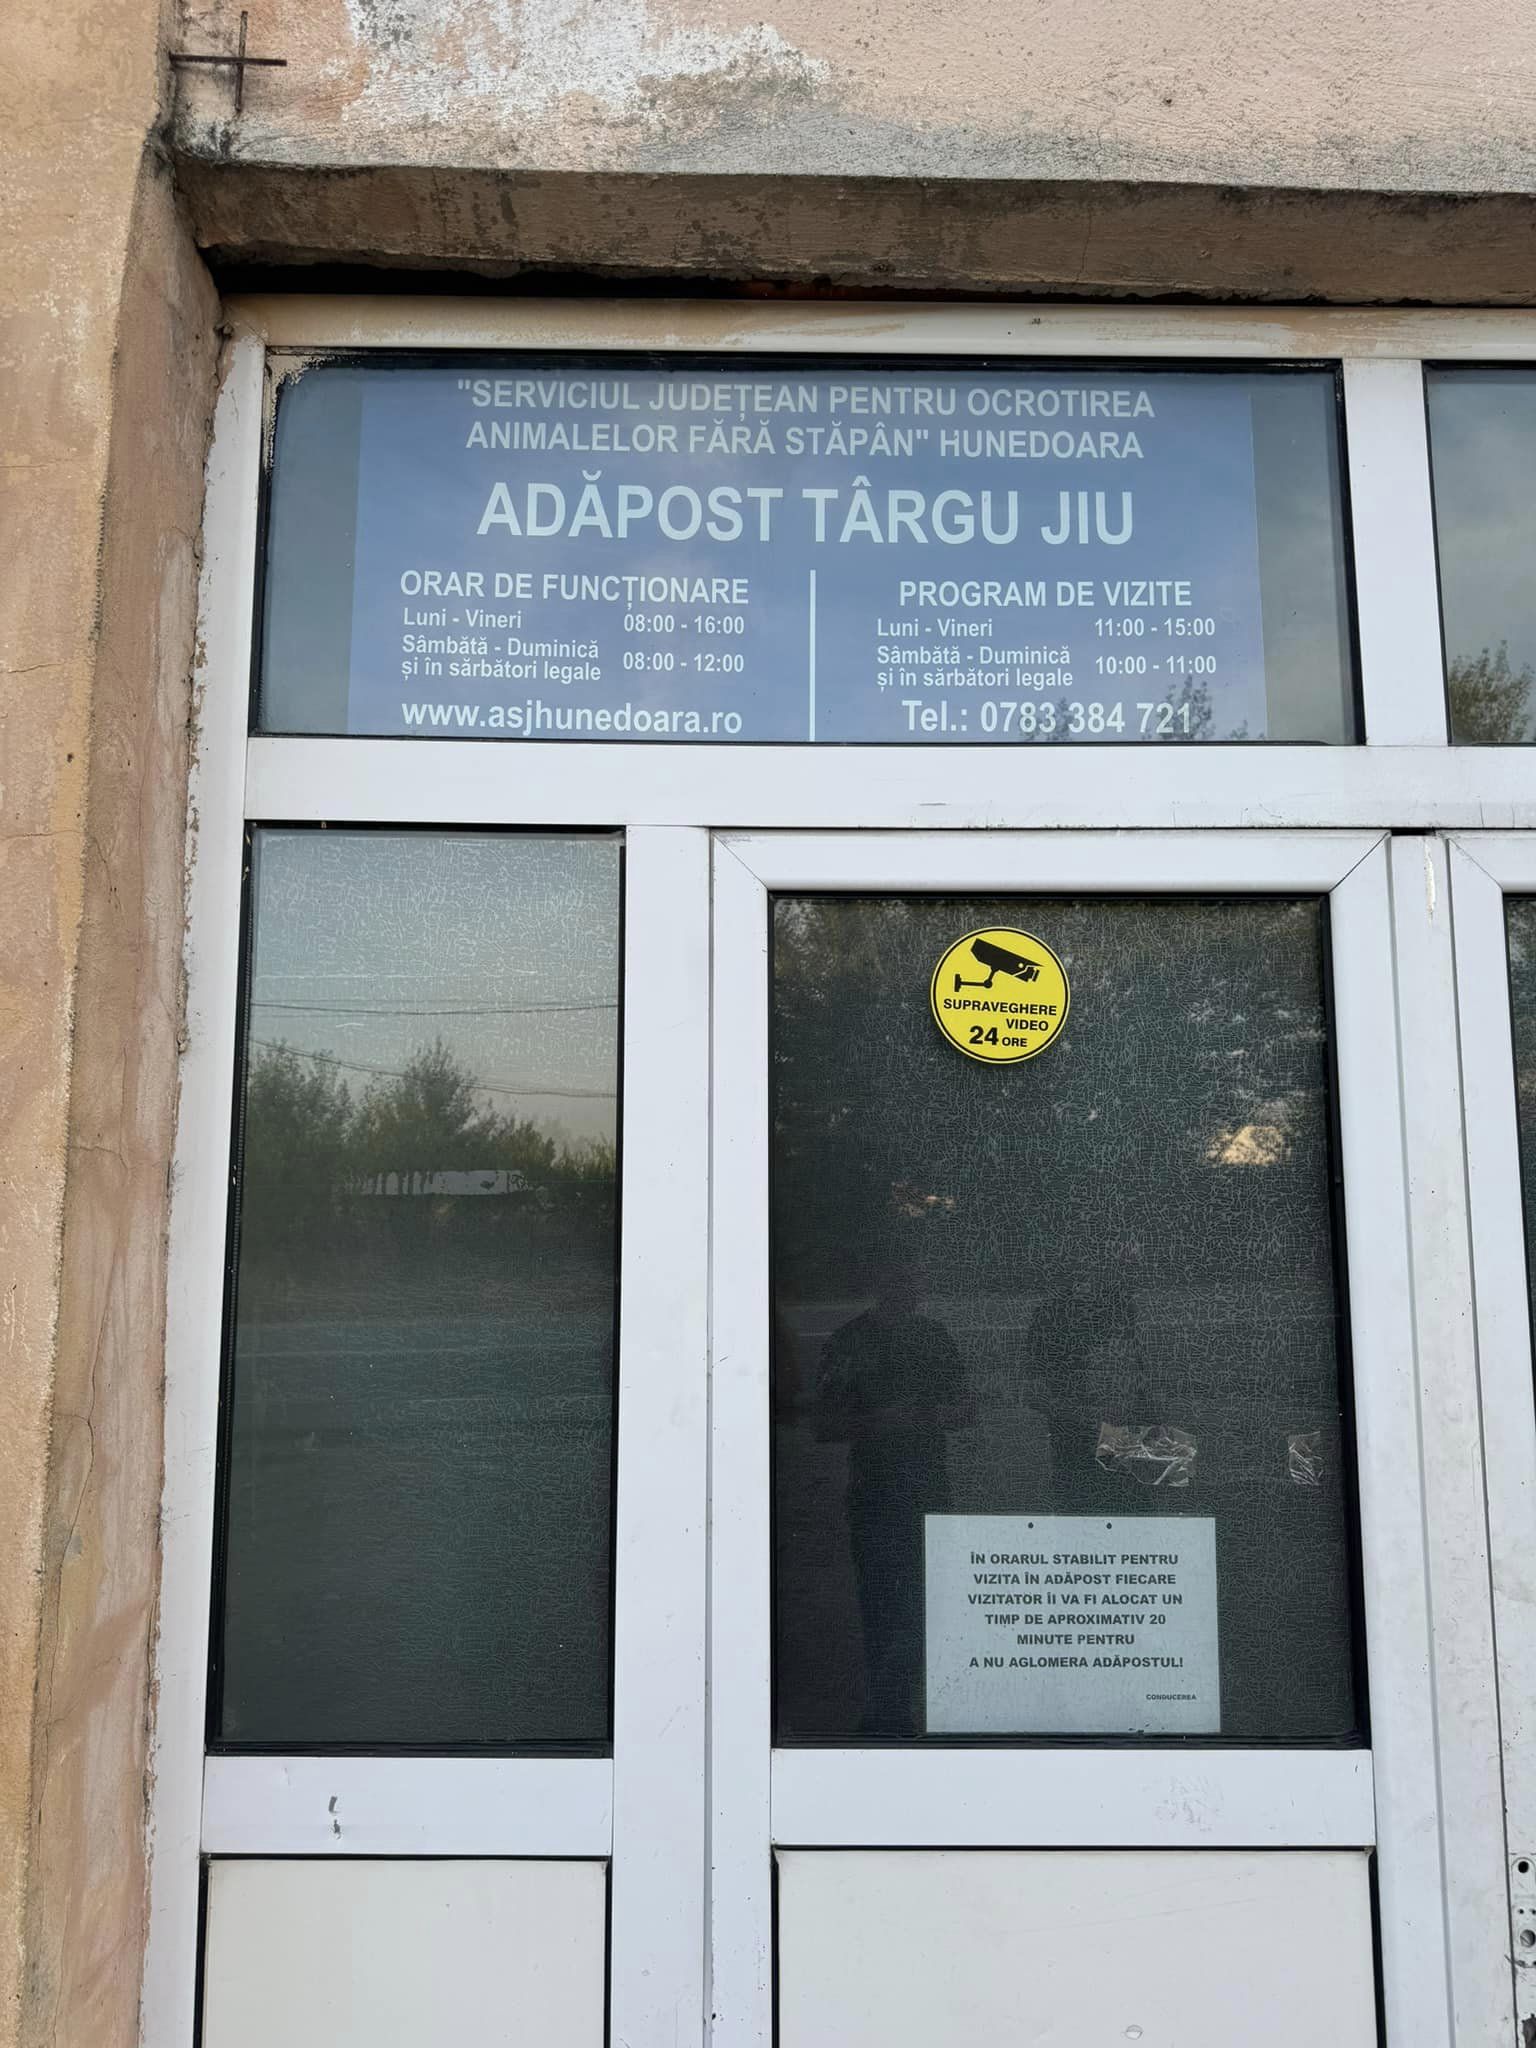 "SERVICIUL JUDEȚEAN PENTRU OCROTIREA
ANIMALELOR FĂRĂ STĂPÂN" HUNEDOARA
ADĂPOST TÂRGU JIU
ORAR DE FUNCȚIONARE
Luni - Vineri 08:00 - 16:00
Sâmbătă - Duminică
și în sărbători legale 08:00 - 12:00
www.asjhunedoara.ro
PROGRAM DE VIZITE
Luni - Vineri 11:00 - 15:00
Sâmbătă - Duminică
și în sărbători legale 10:00 - 11:00
Tel.: 0783 384 721
SUPRAVEGHERE
VIDEO
24 ORE
ÎN ORARUL STABILIT PENTRU
VIZITA ÎN ADĂPOST FIECARE
VIZITATOR ÎI VA FI ALOCAT UN
TIMP DE APROXIMATIV 20
MINUTE PENTRU
A NU AGLOMERA ADĂPOSTUL!
CONDUCEREA